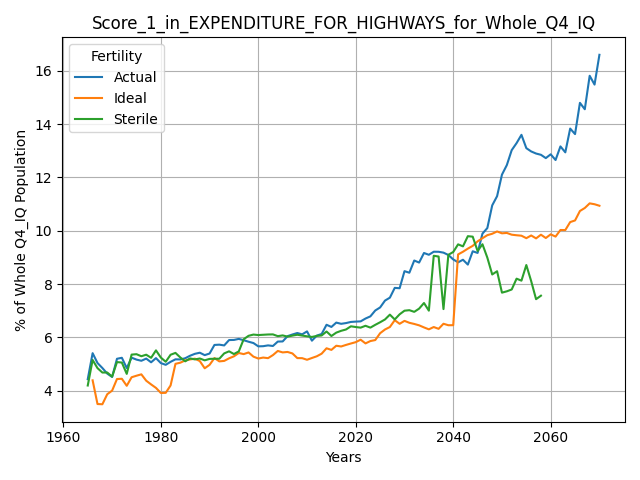 Score_1_in_EXPENDITURE_FOR_HIGHWAYS_for_Whole_Q4_IQ
Fertility
Actual
Ideal
Sterile
% of Whole Q4_IQ Population
16
14
12
10
8
6
4
1960
1980
2000
2020
2040
2060
Years